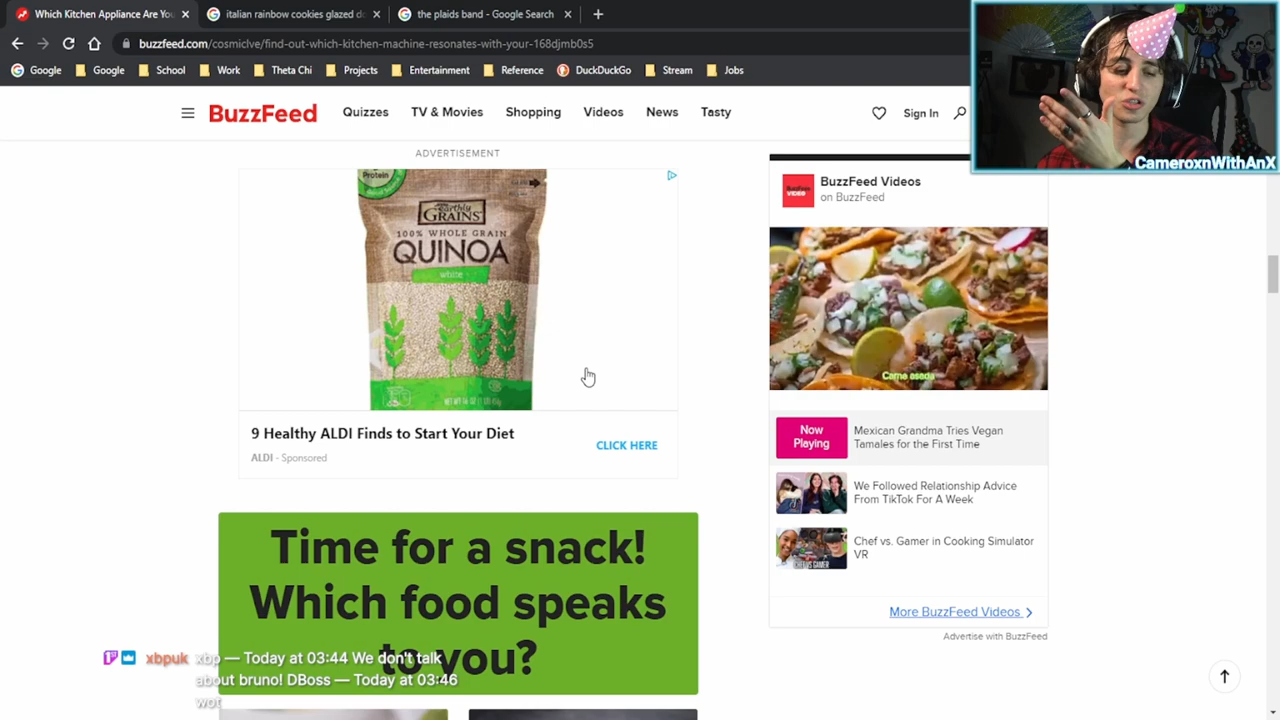 Which Kitchen Appliance Are You
italian rainbow cookies glazed do
the plaids band - Google Search
buzzfeed.com/cosmiclve/find-out-which-kitchen-machine-resonates-with-your-168djmb0s5
Google
Google
School
Work
Theta Chi
Projects
Entertainment
Reference
DuckDuckGo
Stream
Jobs
CameroxnWithAnX
BuzzFeed
Quizzes
TV & Movies
Shopping
Videos
News
Tasty
Sign In
ADVERTISEMENT
Protein
earthly
GRAINS
100% WHOLE GRAIN
QUINOA
white
9 Healthy ALDI Finds to Start Your Diet
ALDI - Sponsored
CLICK HERE
BuzzFeed Videos
on BuzzFeed
Carne asada
Now
Playing
Mexican Grandma Tries Vegan
Tamales for the First Time
We Followed Relationship Advice
From TikTok For A Week
Chef vs. Gamer in Cooking Simulator
VR
More BuzzFeed Videos
Advertise with BuzzFeed
Time for a snack!
Which food speaks
to you?
xbpuk xbp — Today at 03:44 We don't talk
about bruno! DBoss — Today at 03:46
wot